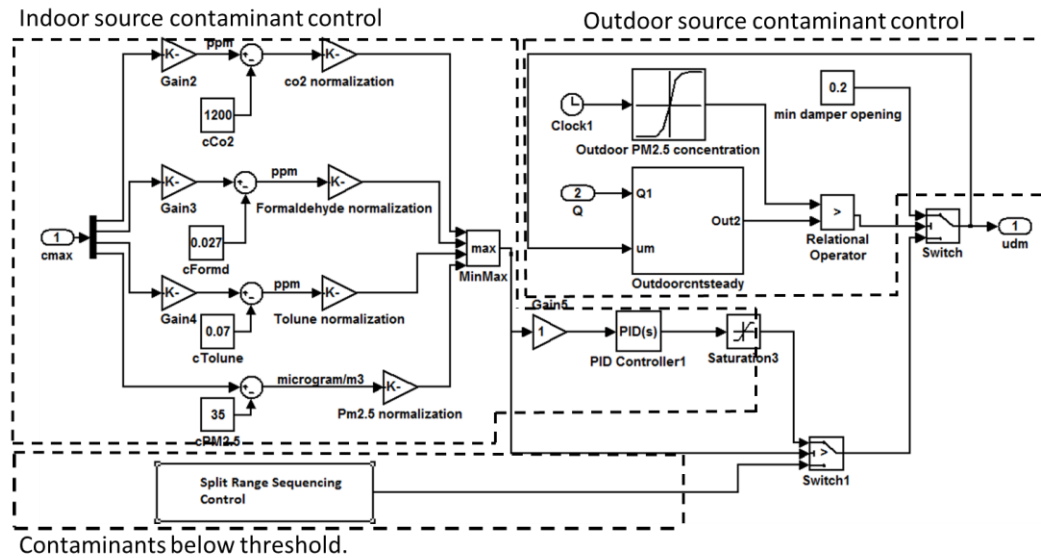 Indoor source contaminant control
Outdoor source contaminant control
K-
Gain2
ppm
+
-
K-
co2 normalization
1200
cCo2
K-
Gain3
+
-
ppm
K-
Formaldehyde normalization
0.027
cFormd
1
cmax
K-
Gain4
+
-
ppm
K-
Tolune normalization
0.07
cTolune
+
-
microgram/m3
K-
Pm2.5 normalization
35
cPM2.5
max
MinMax
Clock1
Outdoor PM2.5 concentration
0.2
min damper opening
2
Q
Q1
um
Out2
Outdoorcntsteady
>
Relational
Operator
Switch
1
udm
Gain5
1
PID(s)
PID Controller1
Saturation3
>
Switch1
Split Range Sequencing
Control
Contaminants below threshold.